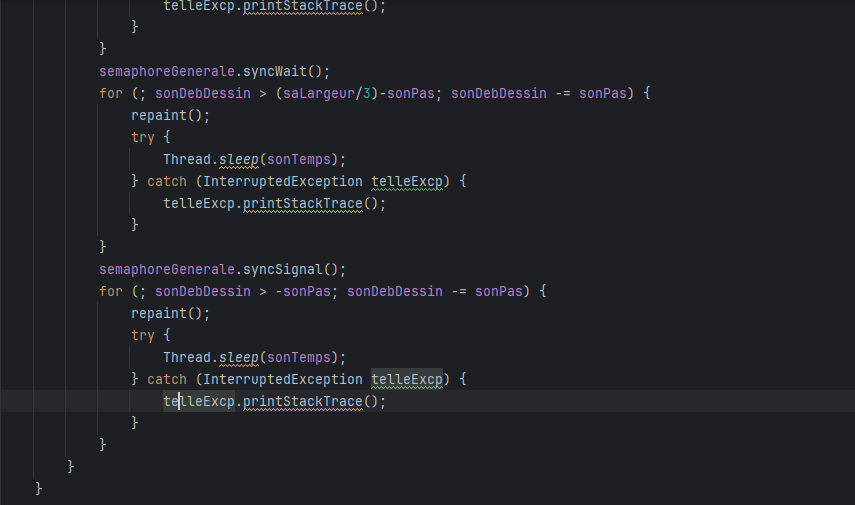 telleExcp.printStackTrace();
}
}
semaphoreGenerale.syncWait();
for (; sonDebDessin > (saLargeur/3)-sonPas; sonDebDessin -= sonPas) {
repaint();
try {
Thread.sleep(sonTemps);
} catch (InterruptedException telleExcp) {
telleExcp.printStackTrace();
}
}
semaphoreGenerale.syncSignal();
for (; sonDebDessin > -sonPas; sonDebDessin -= sonPas) {
repaint();
try {
Thread.sleep(sonTemps);
} catch (InterruptedException telleExcp) {
telleExcp.printStackTrace();
}
}
}
}